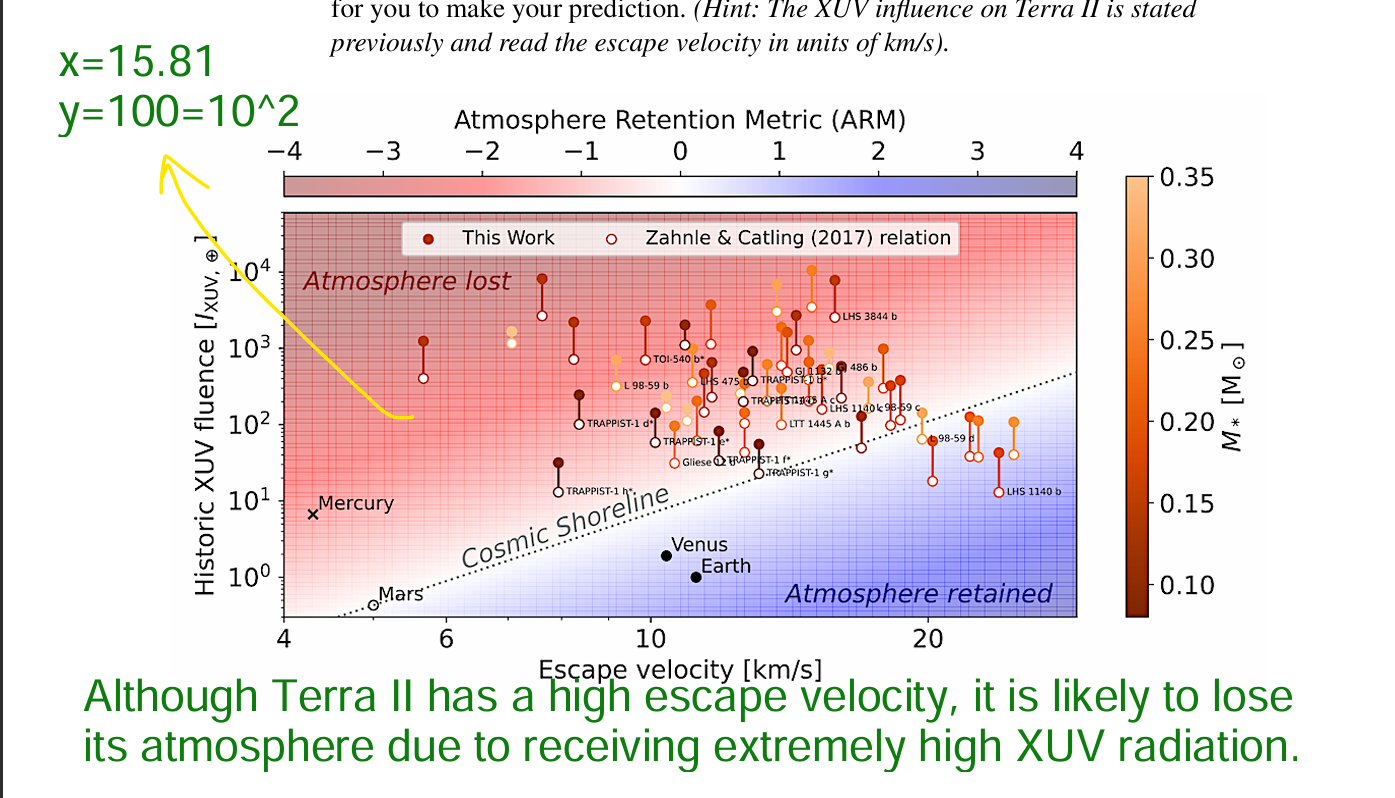 for you to make your prediction. (Hint: The XUV influence on Terra II is stated
previously and read the escape velocity in units of km/s).
x=15.81
y=100=10^2
Atmosphere Retention Metric (ARM)
−4 −3 −2 −1 0 1 2 3 4
This Work Zahnle & Catling (2017) relation
Atmosphere lost
Historic XUV fluence [I_XUV, ⊕]
10^4
10^3
10^2
10^1
10^0
LHS 3844 b
TOI-540 b*
GJ 1132 b
486 b
L 98-59 b
LHS 475 b
TRAPPIST-1 b*
LHS 1140 c
L 98-59 c
TRAPPIST-1 d*
LTT 1445 A b
TRAPPIST-1 e*
L 98-59 d
Gliese 12 b
TRAPPIST-1 f*
TRAPPIST-1 g*
TRAPPIST-1 h*
LHS 1140 b
Mercury
Cosmic Shoreline
Venus
Earth
Mars
Atmosphere retained
4 6 10 20
Escape velocity [km/s]
0.35
0.30
0.25
0.20
0.15
0.10
M* [M⊙]
Although Terra II has a high escape velocity, it is likely to lose
its atmosphere due to receiving extremely high XUV radiation.